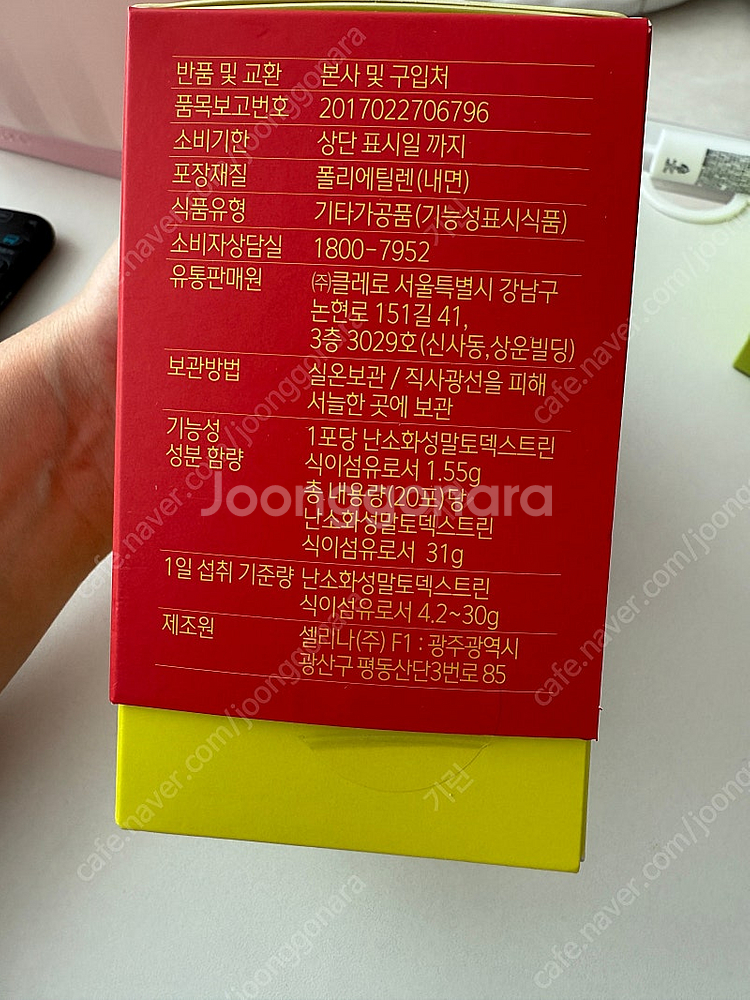 반품 및 교환 본사 및 구입처
품목보고번호 2017022706796
소비기한 상단 표시일 까지
포장재질 폴리에틸렌(내면)
식품유형 기타가공품(기능성표시식품)
소비자상담실 1800-7952
유통판매원 ㈜클레로 서울특별시 강남구
논현로 151길 41,
3층 3029호(신사동,상운빌딩)
보관방법 실온보관 / 직사광선을 피해
서늘한 곳에 보관
기능성 1포당 난소화성말토덱스트린
성분 함량 식이섬유로서 1.55g
총 내용량(20포)당
난소화성말토덱스트린
식이섬유로서 31g
1일 섭취 기준량 난소화성말토덱스트린
식이섬유로서 4.2~30g
제조원 셀리나(주) F1 : 광주광역시
광산구 평동산단3번로 85
Joonggonara
cafe.naver.com/joonggonara
기린